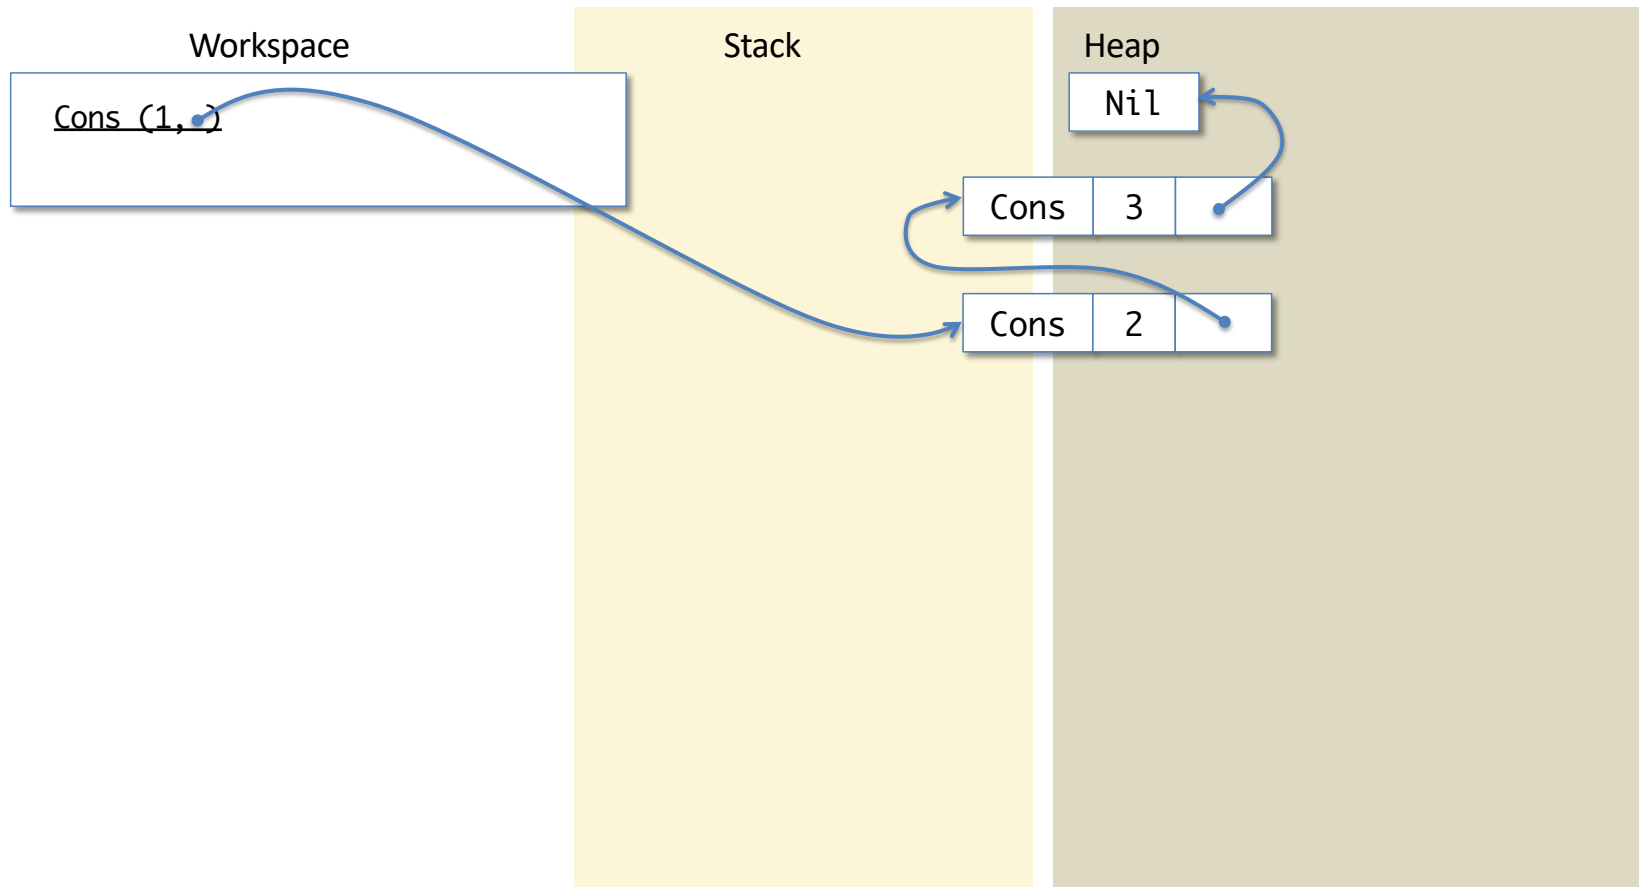 Workspace
Stack
Heap
Cons (1, )
Nil
Cons 3
Cons 2